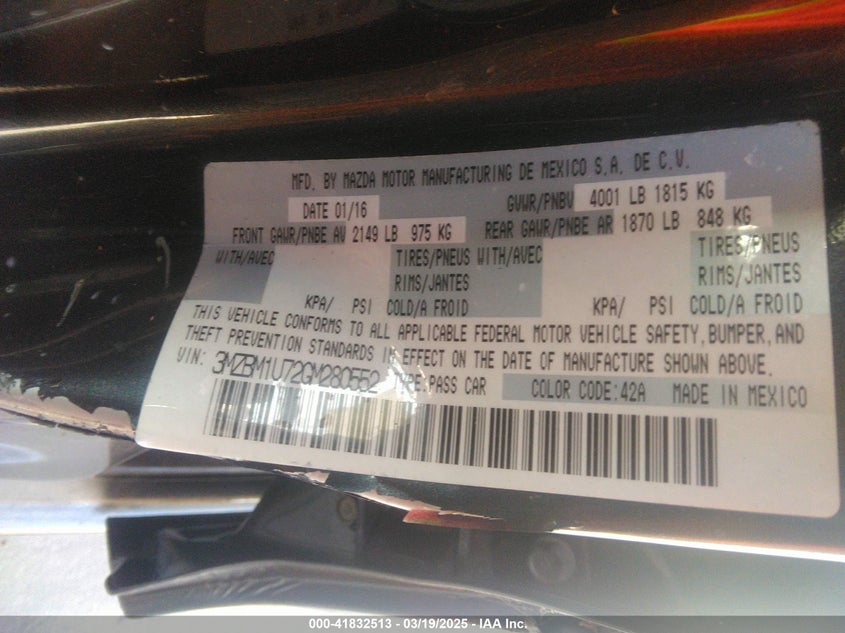 MFD. BY MAZDA MOTOR MANUFACTURING DE MEXICO S.A. DE C.V.
DATE 01/16 GVWR/PNBV 4001 LB 1815 KG
FRONT GAWR/PNBE AV 2149 LB 975 KG REAR GAWR/PNBE AR 1870 LB 848 KG
WITH/AVEC TIRES/PNEUS WITH/AVEC TIRES/PNEUS
RIMS/JANTES RIMS/JANTES
KPA/ PSI COLD/A FROID KPA/ PSI COLD/A FROID
THIS VEHICLE CONFORMS TO ALL APPLICABLE FEDERAL MOTOR VEHICLE SAFETY, BUMPER, AND
THEFT PREVENTION STANDARDS IN EFFECT ON THE DATE OF MANUFACTURE SHOWN ABOVE.
VIN: 3MZBM1U72GM280552 TYPE:PASS CAR COLOR CODE:42A MADE IN MEXICO
000-41832513 - 03/19/2025 - IAA Inc.